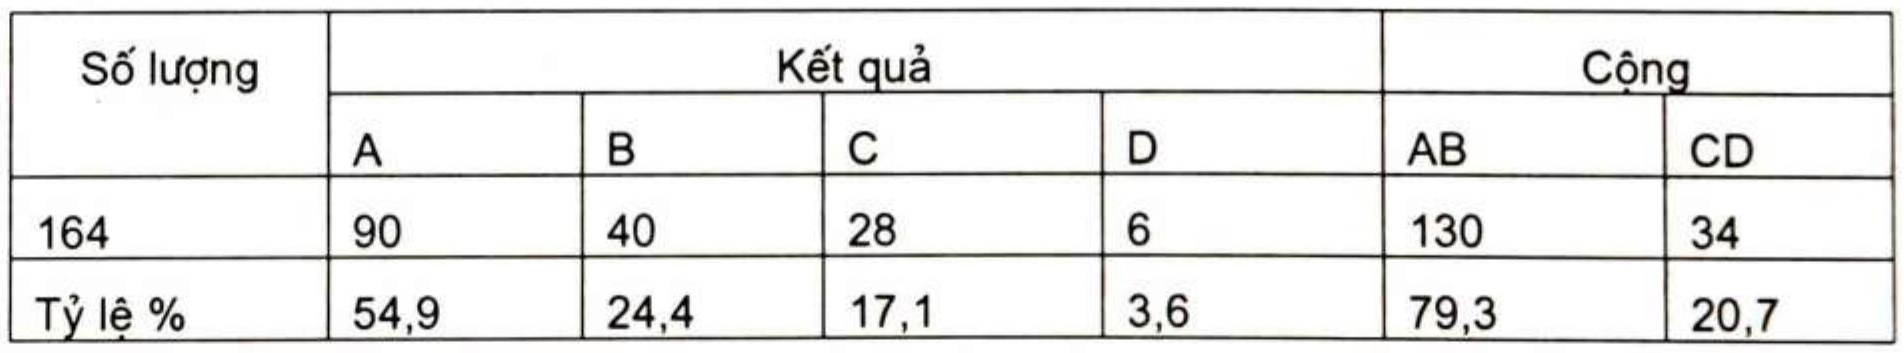 Số lượng Kết quả Cộng
A B C D AB CD
164 90 40 28 6 130 34
Tỷ lệ % 54,9 24,4 17,1 3,6 79,3 20,7